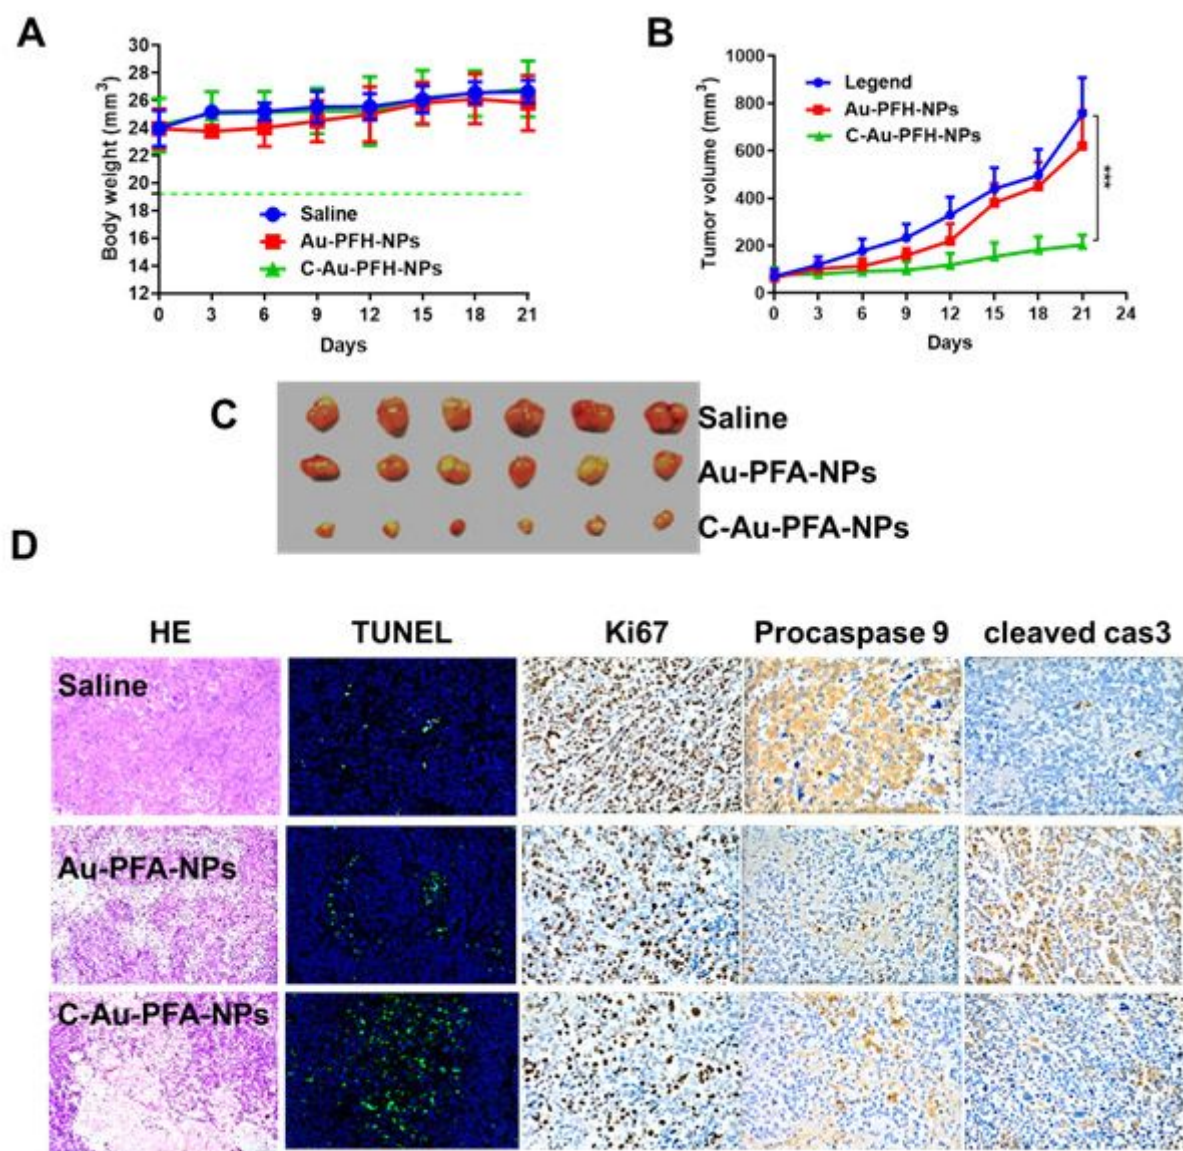 A
Body weight (mm³)
30
28
26
24
22
20
18
16
14
12
Saline
Au-PFH-NPs
C-Au-PFH-NPs
0 3 6 9 12 15 18 21
Days
B
Tumor volume (mm³)
1000
800
600
400
200
0
Legend
Au-PFH-NPs
C-Au-PFH-NPs
***
0 3 6 9 12 15 18 21 24
Days
C
Saline
Au-PFA-NPs
C-Au-PFA-NPs
D
HE TUNEL Ki67 Procaspase 9 cleaved cas3
Saline
Au-PFA-NPs
C-Au-PFA-NPs